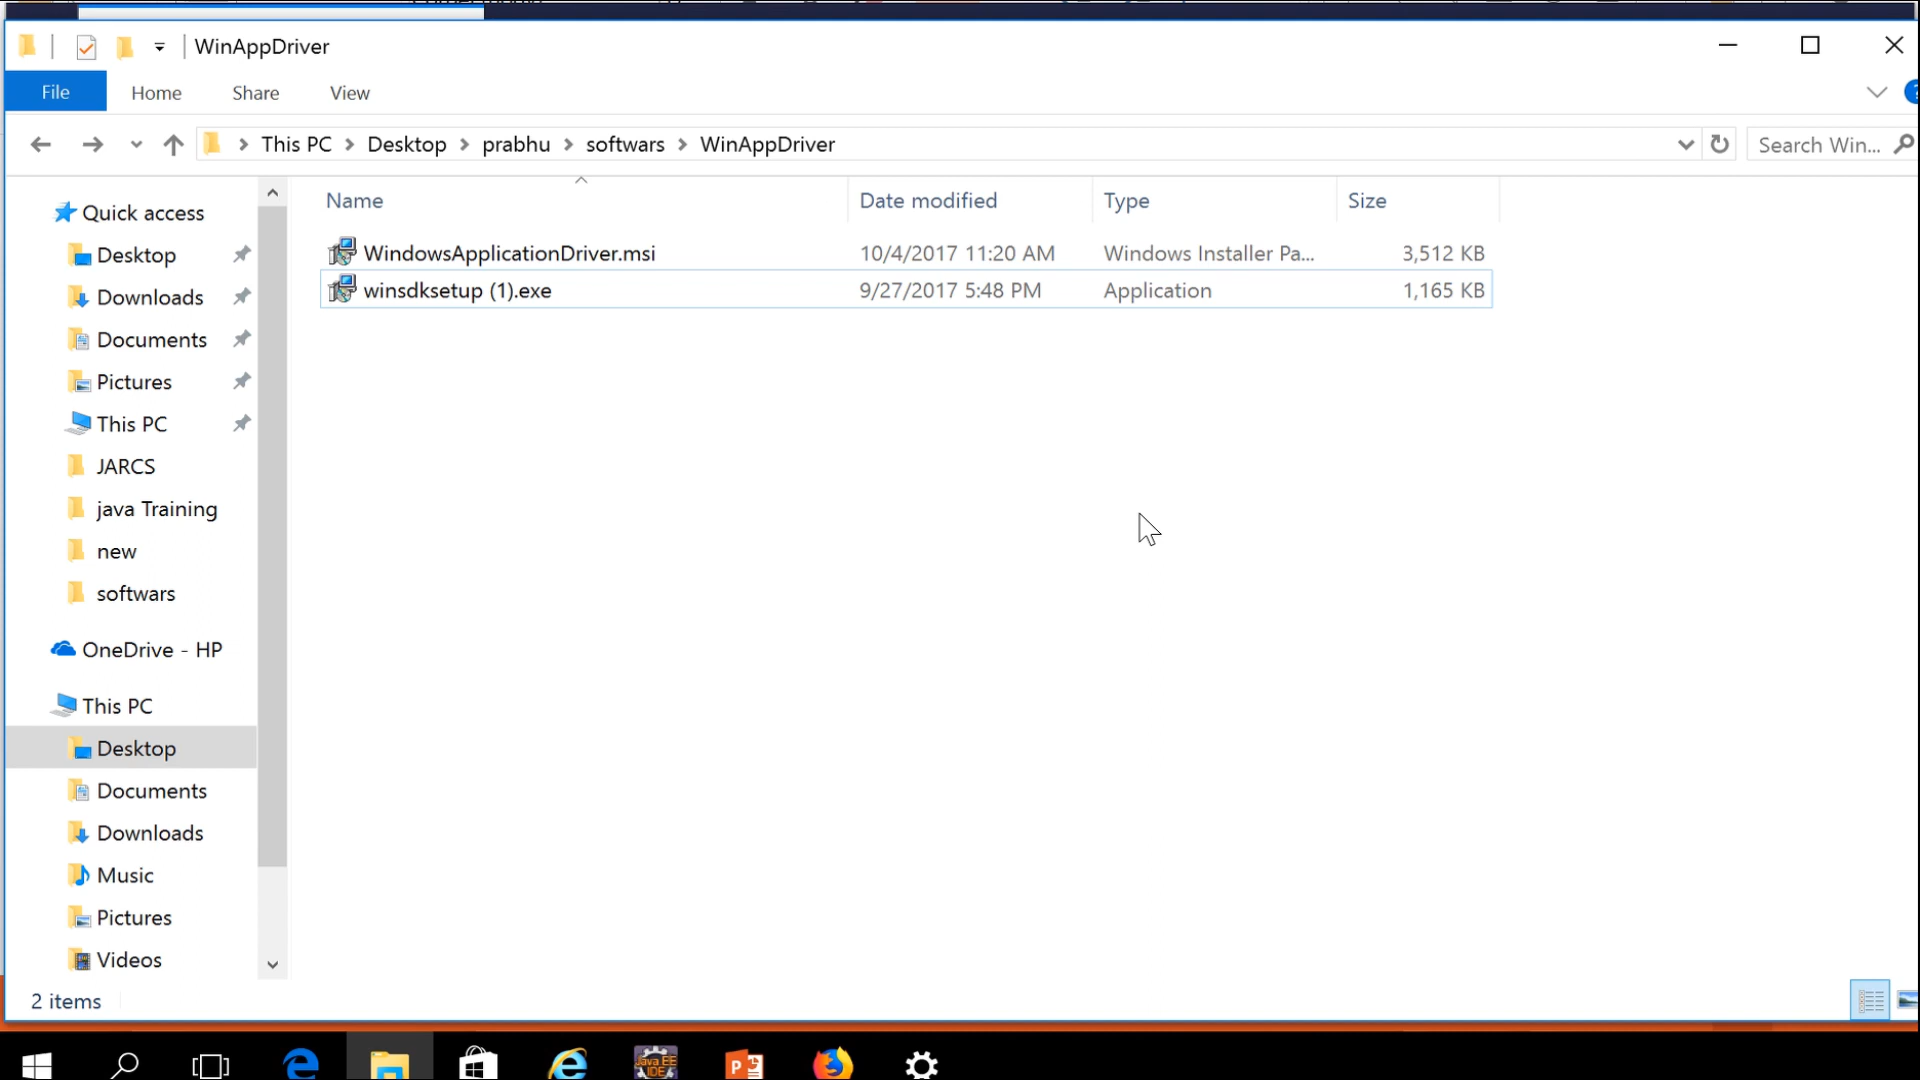 WinAppDriver
File Home Share View
This PC Desktop prabhu softwars WinAppDriver
Search Win...
Name Date modified Type Size
WindowsApplicationDriver.msi 10/4/2017 11:20 AM Windows Installer Pa... 3,512 KB
winsdksetup (1).exe 9/27/2017 5:48 PM Application 1,165 KB
Quick access
Desktop
Downloads
Documents
Pictures
This PC
JARCS
java Training
new
softwars
OneDrive - HP
This PC
Desktop
Documents
Downloads
Music
Pictures
Videos
2 items
Java EE
IDE